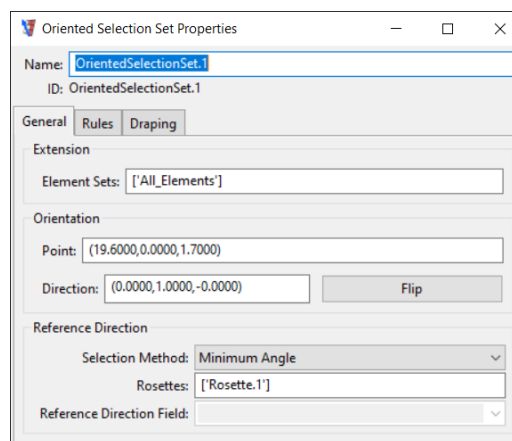 Oriented Selection Set Properties
Name: OrientedSelectionSet.1
ID: OrientedSelectionSet.1
General Rules Draping
Extension
Element Sets: ['All_Elements']
Orientation
Point: (19.6000,0.0000,1.7000)
Direction: (0.0000,1.0000,-0.0000) Flip
Reference Direction
Selection Method: Minimum Angle
Rosettes: ['Rosette.1']
Reference Direction Field: